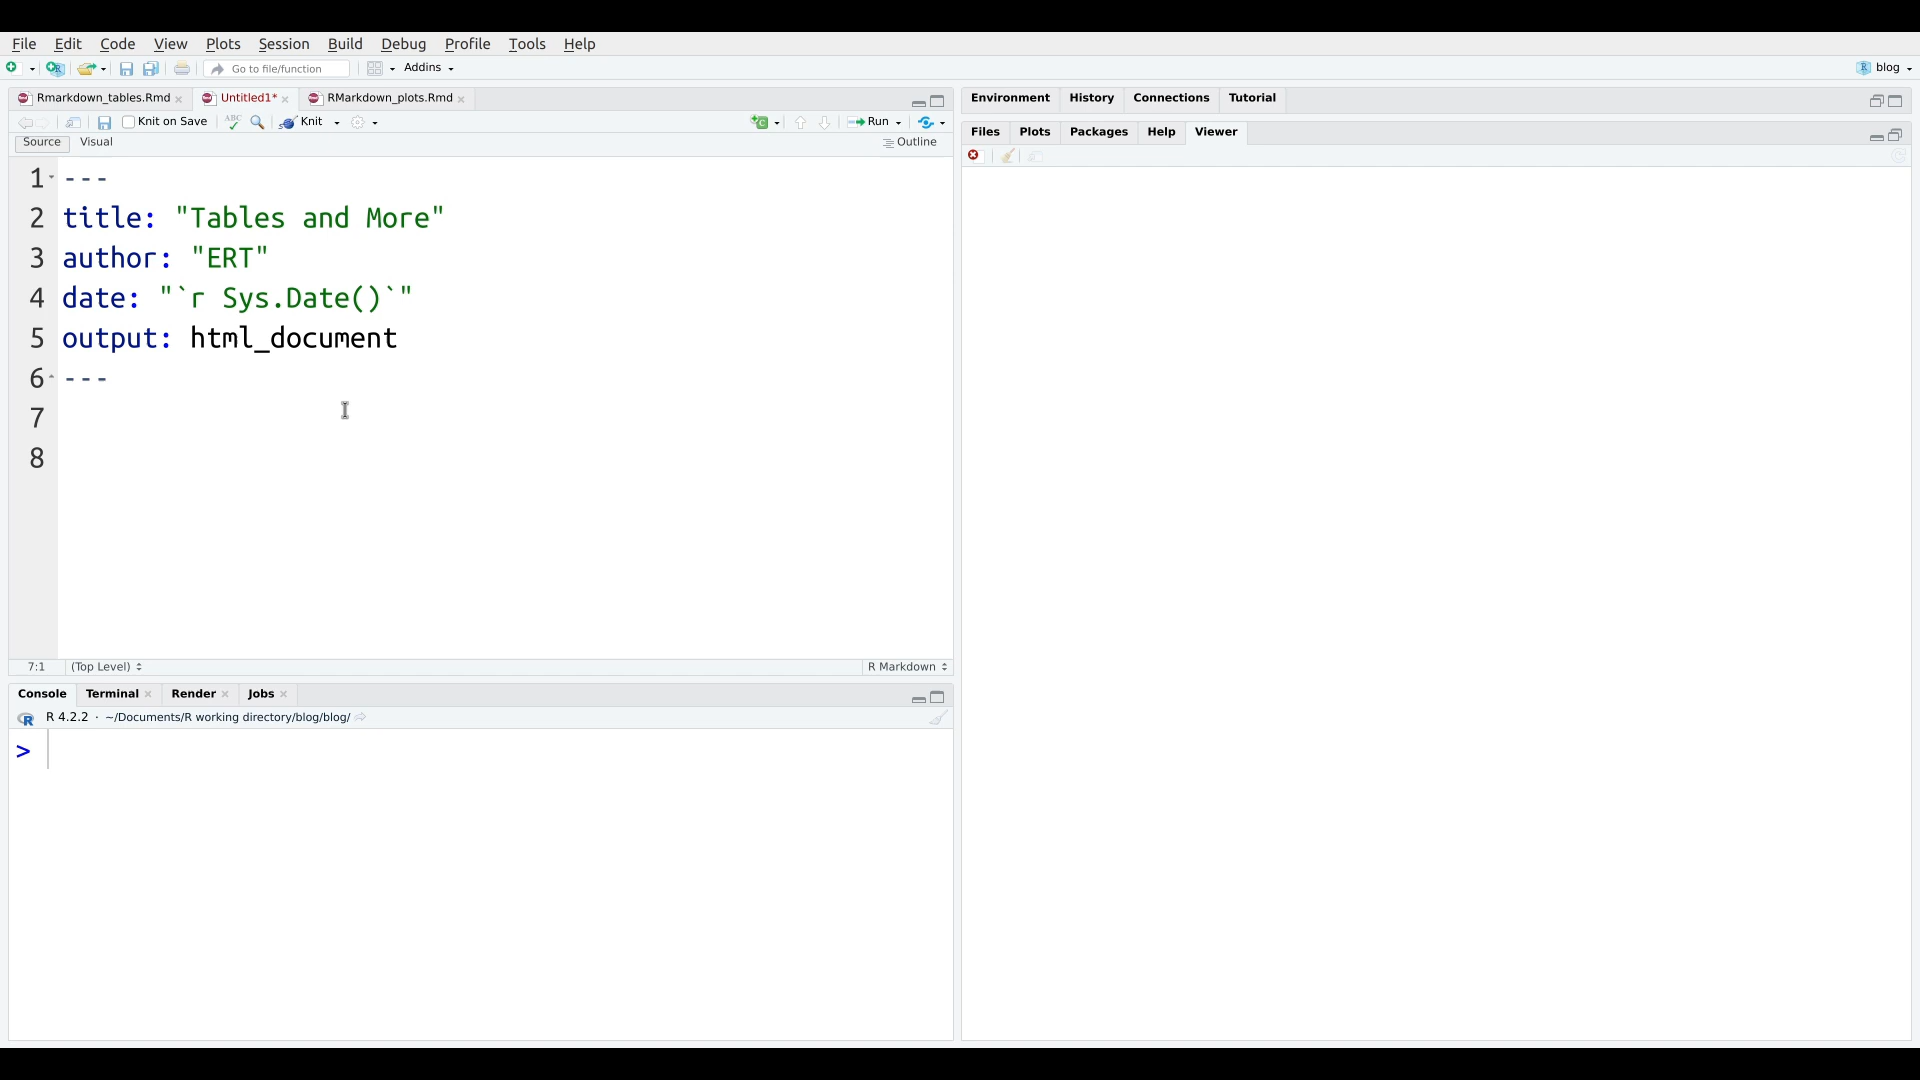 File Edit Code View Plots Session Build Debug Profile Tools Help
Go to file/function Addins blog
Rmarkdown_tables.Rmd Untitled1* RMarkdown_plots.Rmd
Environment History Connections Tutorial
Knit on Save ABC Knit Run
Files Plots Packages Help Viewer
Source Visual Outline
1 ---
2 title: "Tables and More"
3 author: "ERT"
4 date: "`r Sys.Date()`"
5 output: html_document
6 ---
7
8
7:1 (Top Level) R Markdown
Console Terminal Render Jobs
R 4.2.2 · ~/Documents/R working directory/blog/blog/
>